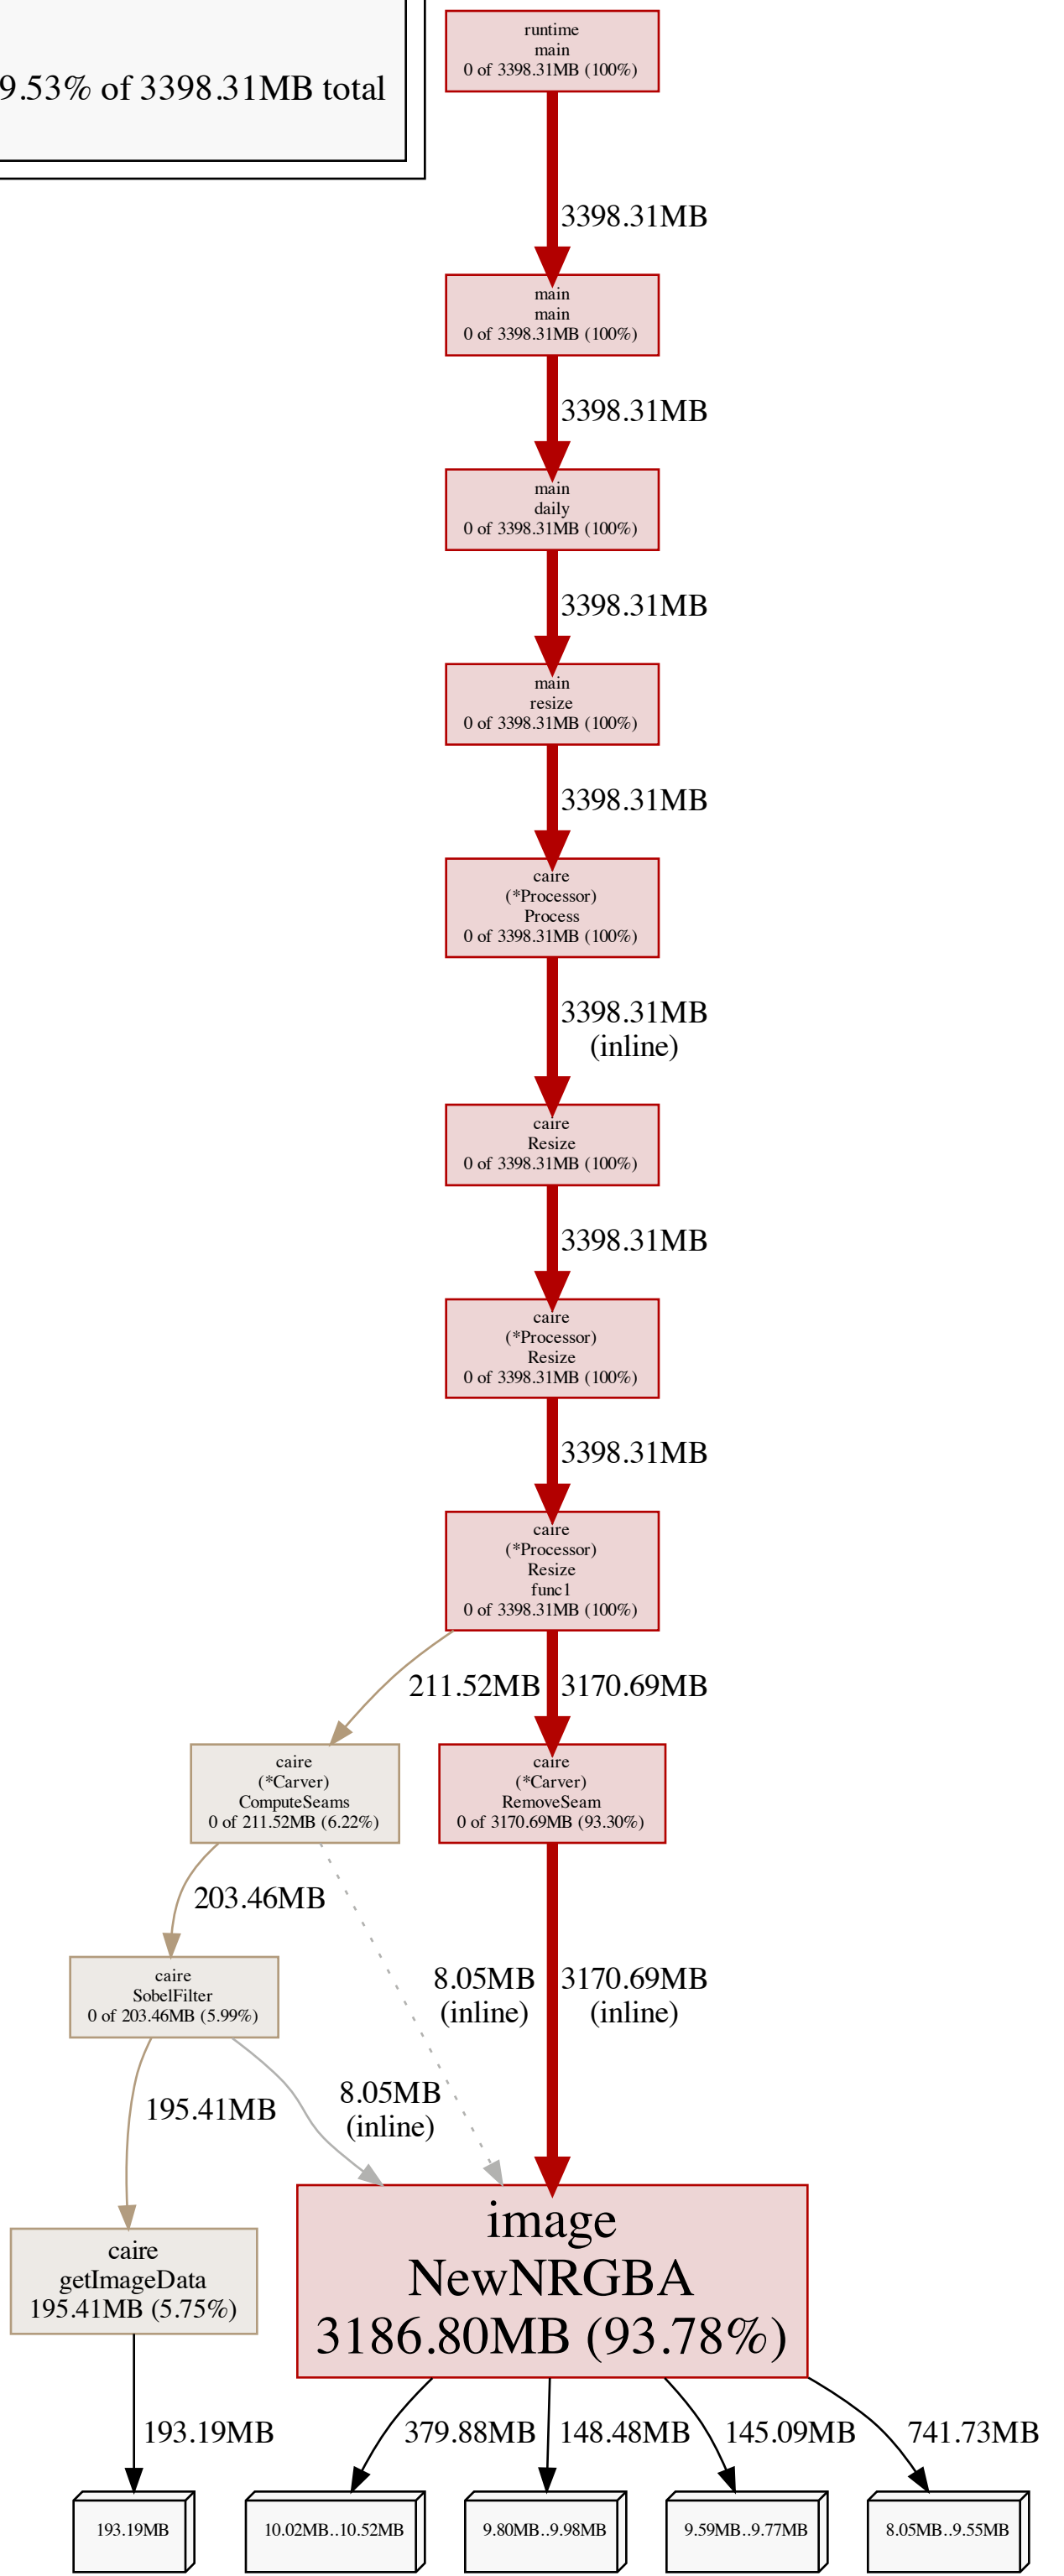 9.53% of 3398.31MB total
runtime
main
0 of 3398.31MB (100%)
3398.31MB
main
main
0 of 3398.31MB (100%)
3398.31MB
main
daily
0 of 3398.31MB (100%)
3398.31MB
main
resize
0 of 3398.31MB (100%)
3398.31MB
caire
(*Processor)
Process
0 of 3398.31MB (100%)
3398.31MB
(inline)
caire
Resize
0 of 3398.31MB (100%)
3398.31MB
caire
(*Processor)
Resize
0 of 3398.31MB (100%)
3398.31MB
caire
(*Processor)
Resize
func1
0 of 3398.31MB (100%)
211.52MB
3170.69MB
caire
(*Carver)
ComputeSeams
0 of 211.52MB (6.22%)
caire
(*Carver)
RemoveSeam
0 of 3170.69MB (93.30%)
203.46MB
8.05MB
(inline)
3170.69MB
(inline)
caire
SobelFilter
0 of 203.46MB (5.99%)
195.41MB
8.05MB
(inline)
caire
getImageData
195.41MB (5.75%)
image
NewNRGBA
3186.80MB (93.78%)
193.19MB
379.88MB
148.48MB
145.09MB
741.73MB
193.19MB
10.02MB..10.52MB
9.80MB..9.98MB
9.59MB..9.77MB
8.05MB..9.55MB